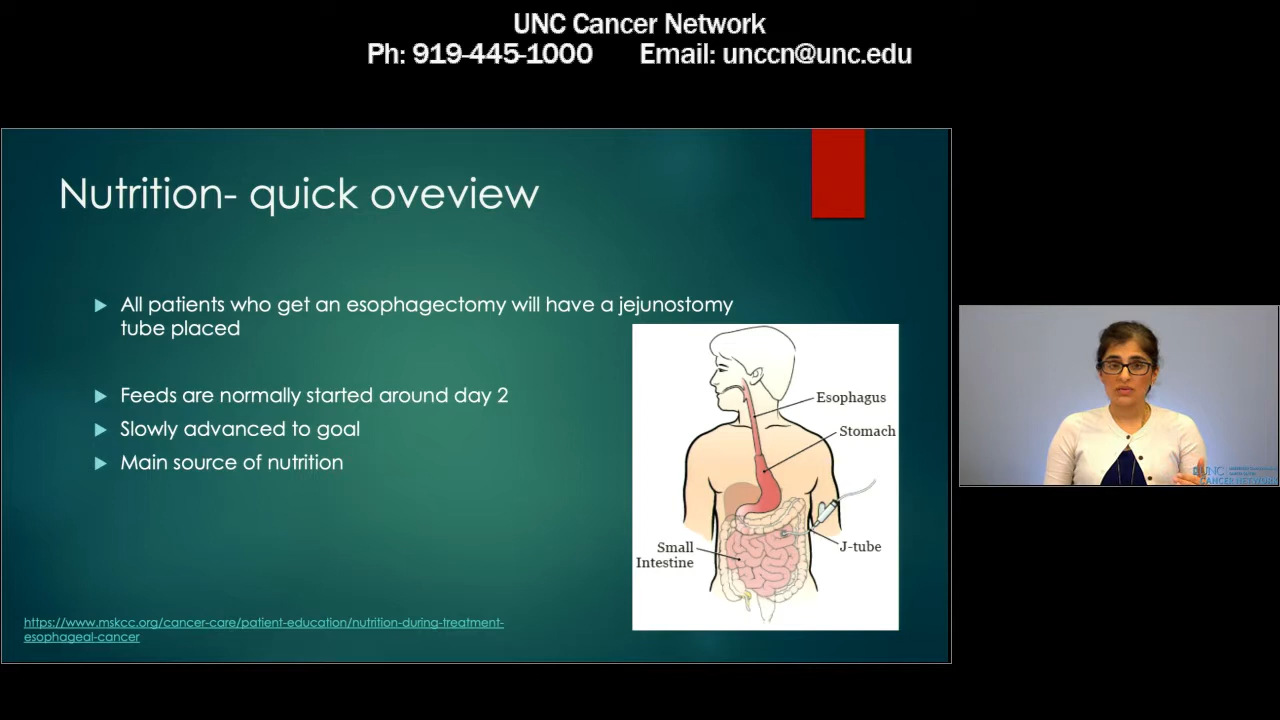 UNC Cancer Network
Ph: 919-445-1000 Email: unccn@unc.edu
Nutrition- quick oveview
All patients who get an esophagectomy will have a jejunostomy
tube placed
Feeds are normally started around day 2
Slowly advanced to goal
Main source of nutrition
Esophagus
Stomach
Small
Intestine
J-tube
https://www.mskcc.org/cancer-care/patient-education/nutrition-during-treatment-
esophageal-cancer
UNC
CANCER NETWORK